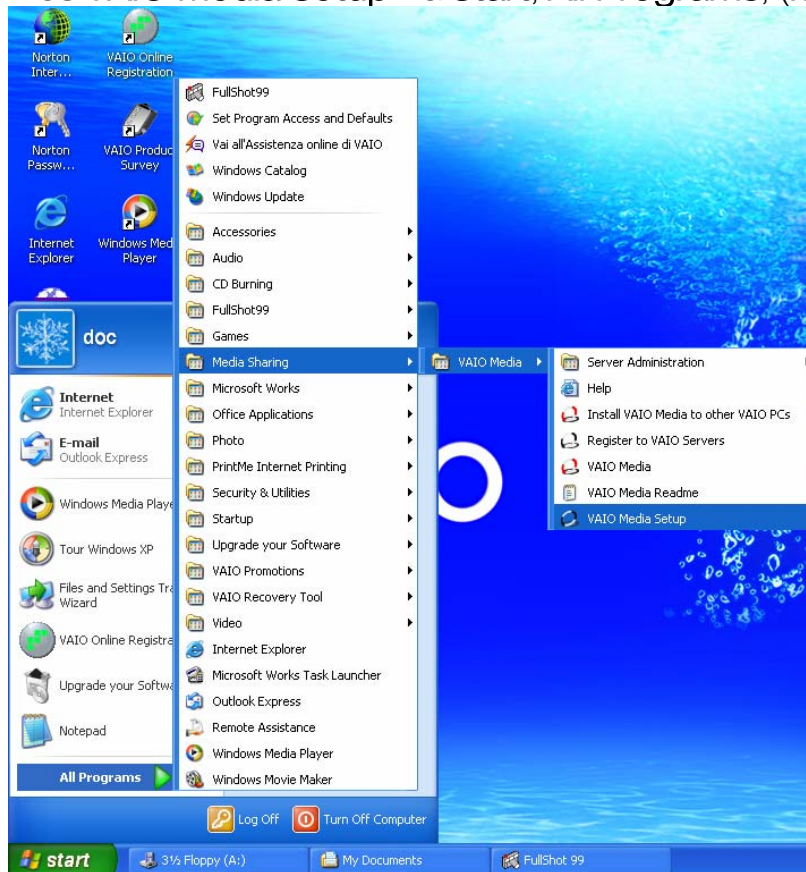 Norton
Inter...
VAIO Online
Registration
Norton
Passw...
VAIO Produc
Survey
Internet
Explorer
Windows Med
Player
FullShot99
Set Program Access and Defaults
Vai all'Assistenza online di VAIO
Windows Catalog
Windows Update
Accessories
Audio
CD Burning
FullShot99
Games
Media Sharing
Microsoft Works
Office Applications
Photo
PrintMe Internet Printing
Security & Utilities
Startup
Upgrade your Software
VAIO Promotions
VAIO Recovery Tool
Video
Internet Explorer
Microsoft Works Task Launcher
Outlook Express
Remote Assistance
Windows Media Player
Windows Movie Maker
VAIO Media
Server Administration
Help
Install VAIO Media to other VAIO PCs
Register to VAIO Servers
VAIO Media
VAIO Media Readme
VAIO Media Setup
doc
Internet
Internet Explorer
E-mail
Outlook Express
Windows Media Playe
Tour Windows XP
Files and Settings Tra
Wizard
VAIO Online Registra
Upgrade your Softwa
Notepad
All Programs
Log Off
Turn Off Computer
start
3½ Floppy (A:)
My Documents
FullShot 99